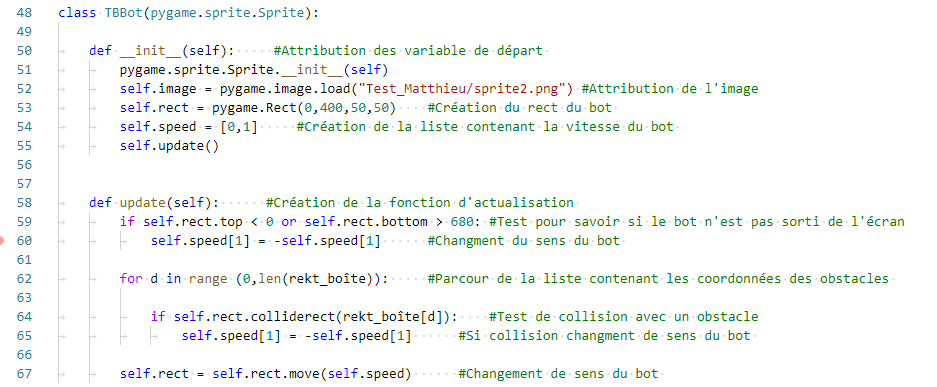 48 class TBBot(pygame.sprite.Sprite):
49
50 def __init__(self): #Attribution des variable de départ
51 pygame.sprite.Sprite.__init__(self)
52 self.image = pygame.image.load("Test_Matthieu/sprite2.png") #Attribution de l'image
53 self.rect = pygame.Rect(0,400,50,50) #Création du rect du bot
54 self.speed = [0,1] #Création de la liste contenant la vitesse du bot
55 self.update()
56
57
58 def update(self): #Création de la fonction d'actualisation
59 if self.rect.top < 0 or self.rect.bottom > 680: #Test pour savoir si le bot n'est pas sorti de l'écran
60 self.speed[1] = -self.speed[1] #Changment du sens du bot
61
62 for d in range (0,len(rekt_boîte)): #Parcour de la liste contenant les coordonnées des obstacles
63
64 if self.rect.colliderect(rekt_boîte[d]): #Test de collision avec un obstacle
65 self.speed[1] = -self.speed[1] #Si collision changment de sens du bot
66
67 self.rect = self.rect.move(self.speed) #Changement de sens du bot